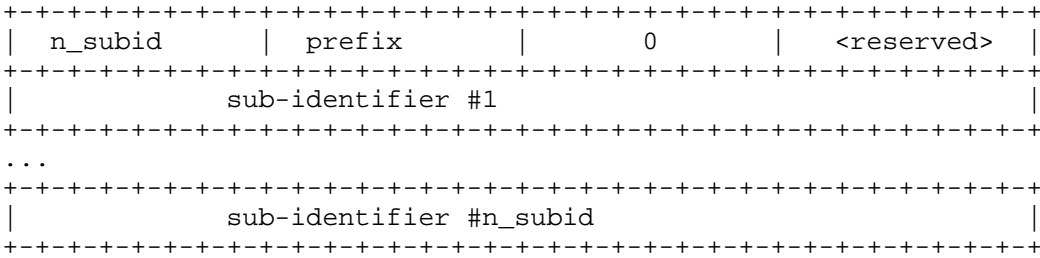 +-+-+-+-+-+-+-+-+-+-+-+-+-+-+-+-+-+-+-+-+-+-+-+-+-+-+-+-+-+-+-+-+
|  n_subid      |  prefix       |       0       |   <reserved>  |
+-+-+-+-+-+-+-+-+-+-+-+-+-+-+-+-+-+-+-+-+-+-+-+-+-+-+-+-+-+-+-+-+
|             sub-identifier #1                                 |
+-+-+-+-+-+-+-+-+-+-+-+-+-+-+-+-+-+-+-+-+-+-+-+-+-+-+-+-+-+-+-+-+
...
+-+-+-+-+-+-+-+-+-+-+-+-+-+-+-+-+-+-+-+-+-+-+-+-+-+-+-+-+-+-+-+-+
|             sub-identifier #n_subid                           |
+-+-+-+-+-+-+-+-+-+-+-+-+-+-+-+-+-+-+-+-+-+-+-+-+-+-+-+-+-+-+-+-+